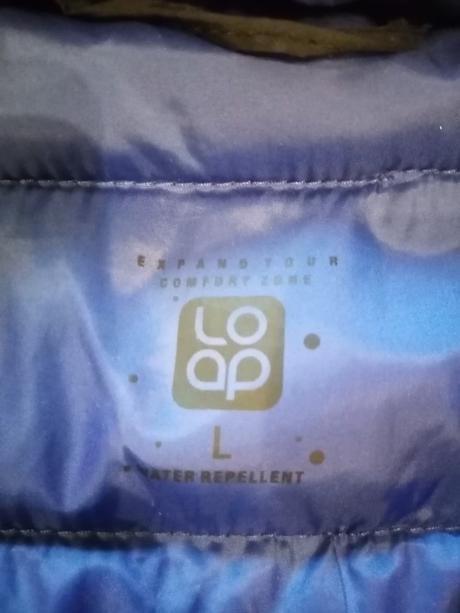 EXPAND YOUR
COMFORT ZONE
LO
AP
L
WATER REPELLENT